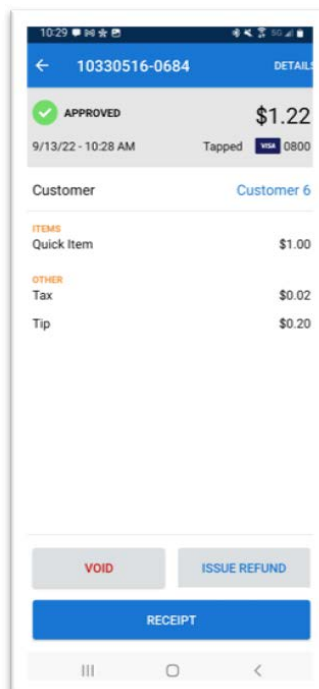 10:29 5G
10330516-0684 DETAILS
APPROVED $1.22
9/13/22 - 10:28 AM Tapped VISA 0800
Customer Customer 6
ITEMS
Quick Item $1.00
OTHER
Tax $0.02
Tip $0.20
VOID ISSUE REFUND
RECEIPT